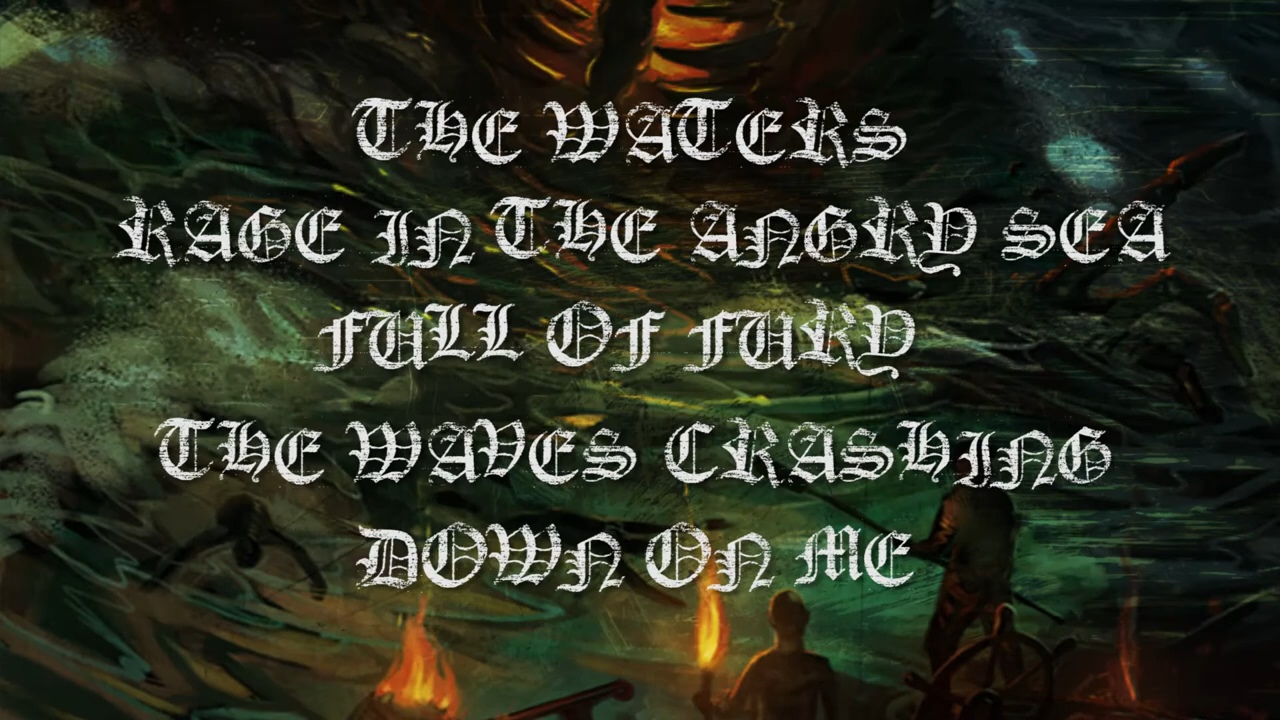 THE WATERS
RAGE IN THE ANGRY SEA
FULL OF FURY
THE WAVES CRASHING
DOWN ON ME